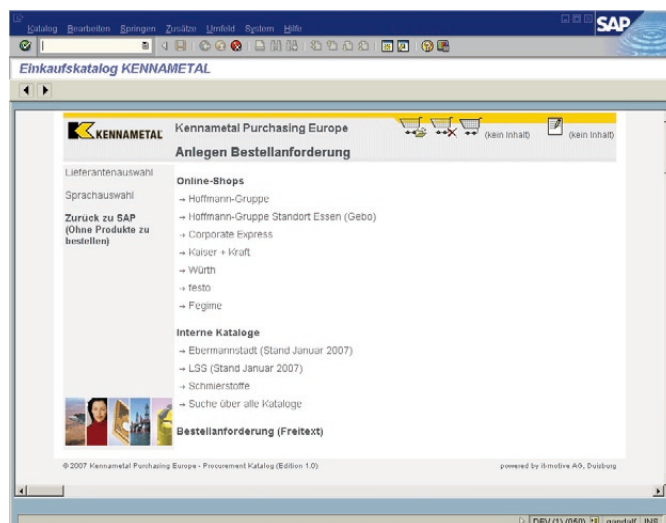 Katalog Bearbeiten Springen Zusätze Umfeld System Hilfe
SAP
Einkaufskatalog KENNAMETAL
KENNAMETAL
Kennametal Purchasing Europe
(kein Inhalt)
(kein Inhalt)
Anlegen Bestellanforderung
Lieferantenauswahl
Sprachauswahl
Zurück zu SAP
(Ohne Produkte zu
bestellen)
Online-Shops
→ Hoffmann-Gruppe
→ Hoffmann-Gruppe Standort Essen (Gebo)
→ Corporate Express
→ Kaiser + Kraft
→ Würth
→ testo
→ Fegime
Interne Kataloge
→ Ebermannstadt (Stand Januar 2007)
→ LSS (Stand Januar 2007)
→ Schmierstoffe
→ Suche über alle Kataloge
Bestellanforderung (Freitext)
© 2007 Kennametal Purchasing Europe - Procurement Katalog (Edition 1.0)
powered by it-motive AG, Duisburg
DEV (1) (050) gandalf INS